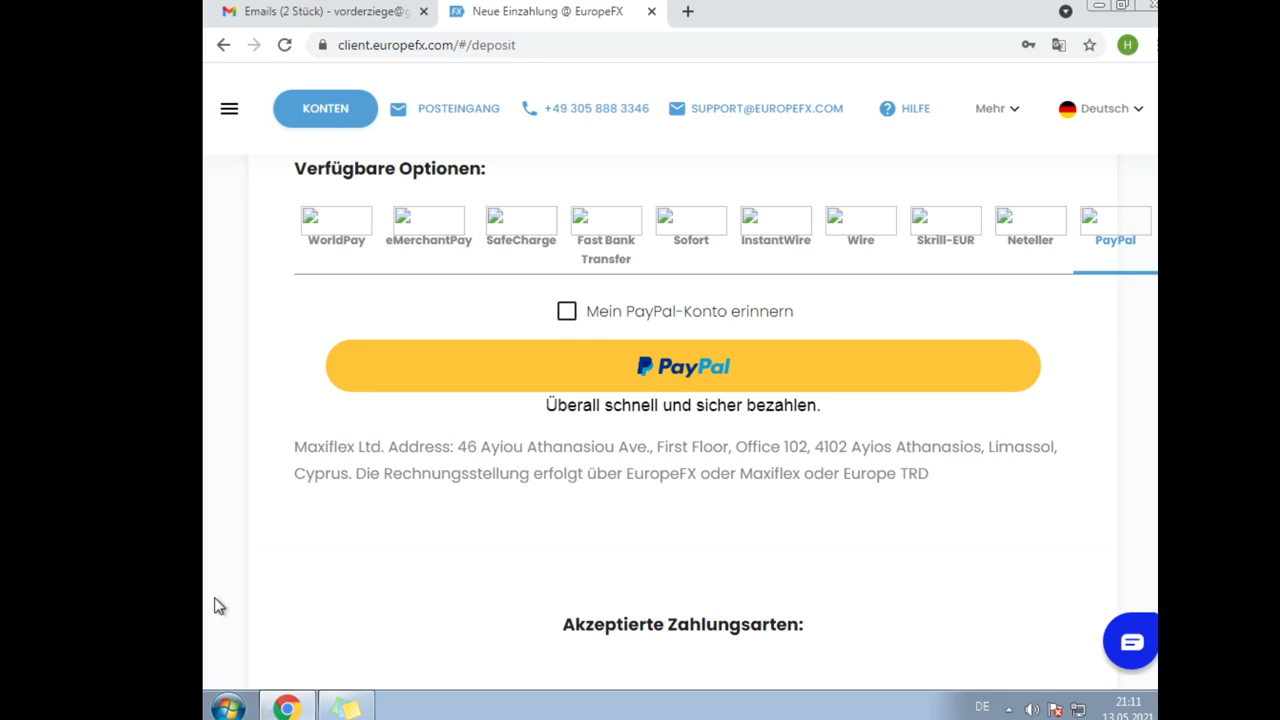 Emails (2 Stück) - vorderziege@g
Neue Einzahlung @ EuropeFX
client.europefx.com/#/deposit
H
KONTEN
POSTEINGANG
+49 305 888 3346
SUPPORT@EUROPEFX.COM
HILFE
Mehr
Deutsch
Verfügbare Optionen:
WorldPay
eMerchantPay
SafeCharge
Fast Bank
Transfer
Sofort
InstantWire
Wire
Skrill-EUR
Neteller
PayPal
Mein PayPal-Konto erinnern
PayPal
Überall schnell und sicher bezahlen.
Maxiflex Ltd. Address: 46 Ayiou Athanasiou Ave., First Floor, Office 102, 4102 Ayios Athanasios, Limassol,
Cyprus. Die Rechnungsstellung erfolgt über EuropeFX oder Maxiflex oder Europe TRD
Akzeptierte Zahlungsarten:
DE
21:11
13.05.2021